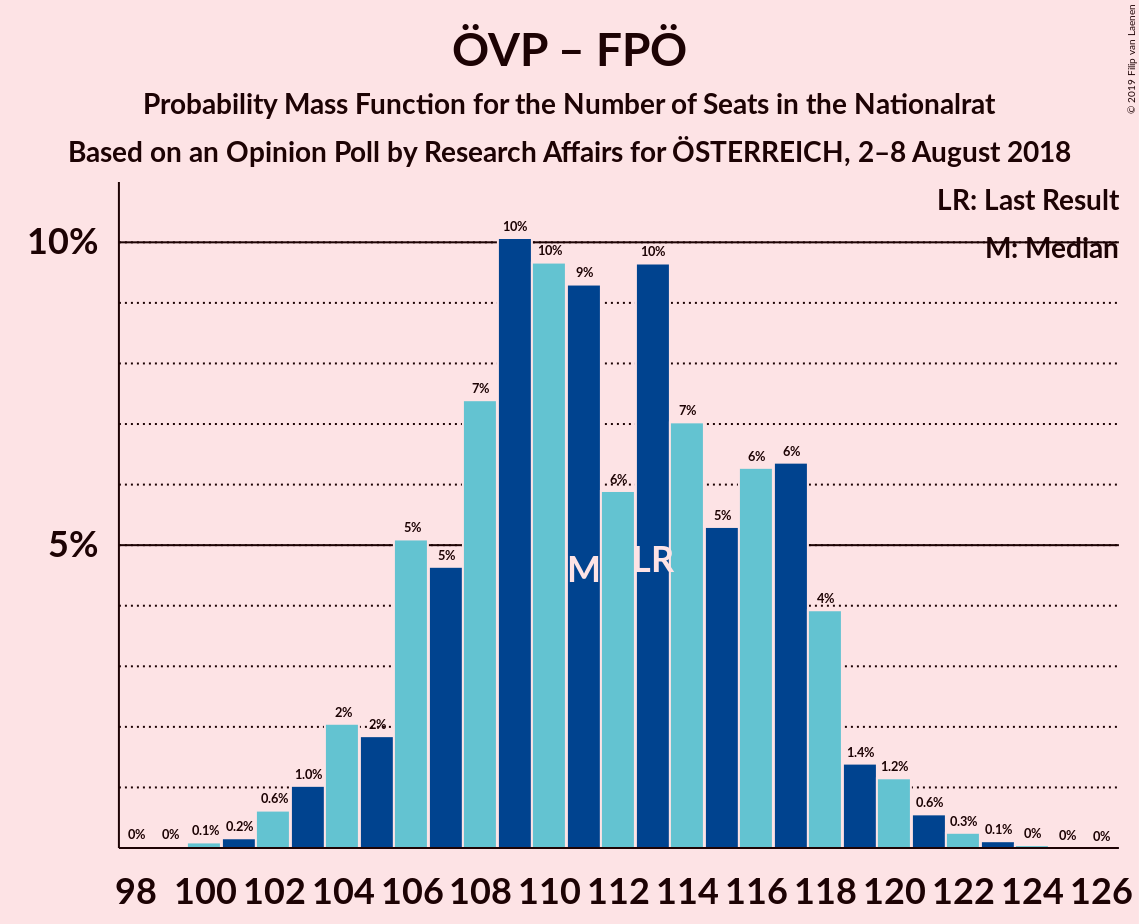 ÖVP – FPÖ
Probability Mass Function for the Number of Seats in the Nationalrat
Based on an Opinion Poll by Research Affairs for ÖSTERREICH, 2–8 August 2018
© 2019 Filip van Laenen
LR: Last Result
M: Median
10%
5%
0% 0% 0.1% 0.2% 0.6% 1.0% 2% 2% 5% 5% 7% 10% 10% 9% 6% 10% 7% 5% 6% 6% 4% 1.4% 1.2% 0.6% 0.3% 0.1% 0% 0% 0%
M LR
98 100 102 104 106 108 110 112 114 116 118 120 122 124 126